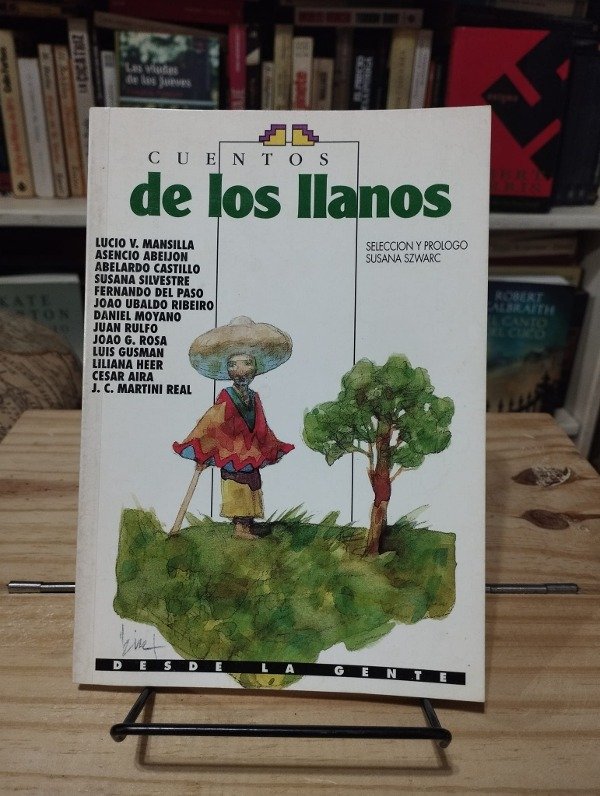 CUENTOS
de los llanos
SELECCION Y PROLOGO
SUSANA SZWARC
LUCIO V. MANSILLA
ASENCIO ABEIJON
ABELARDO CASTILLO
SUSANA SILVESTRE
FERNANDO DEL PASO
JOAO UBALDO RIBEIRO
DANIEL MOYANO
JUAN RULFO
JOAO G. ROSA
LUIS GUSMAN
LILIANA HEER
CESAR AIRA
J. C. MARTINI REAL
DESDE LA GENTE
Las viudas
de los jueves
KATE
ROBERT